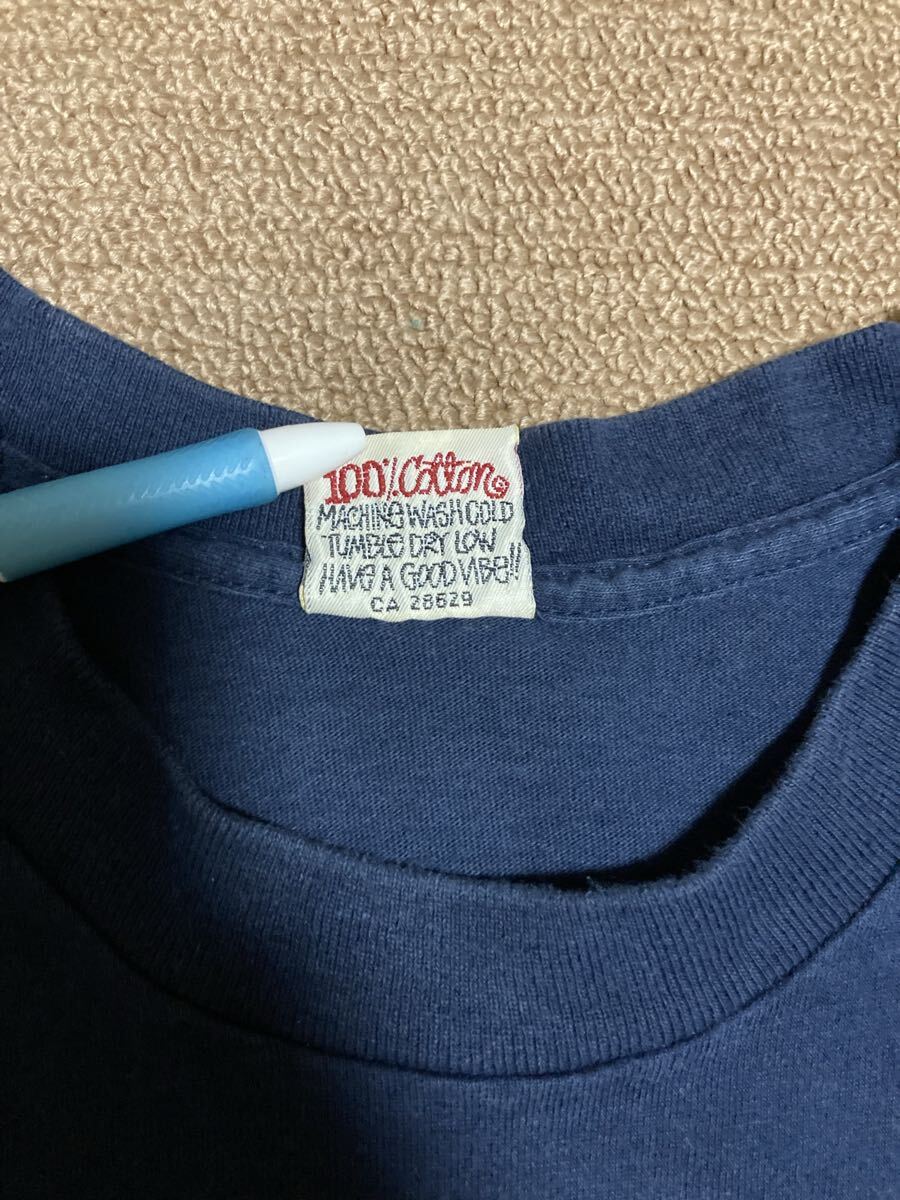 100% Cotton
MACHINE WASH COLD
TUMBLE DRY LOW
HAVE A GOOD VIBE!!
CA 28629